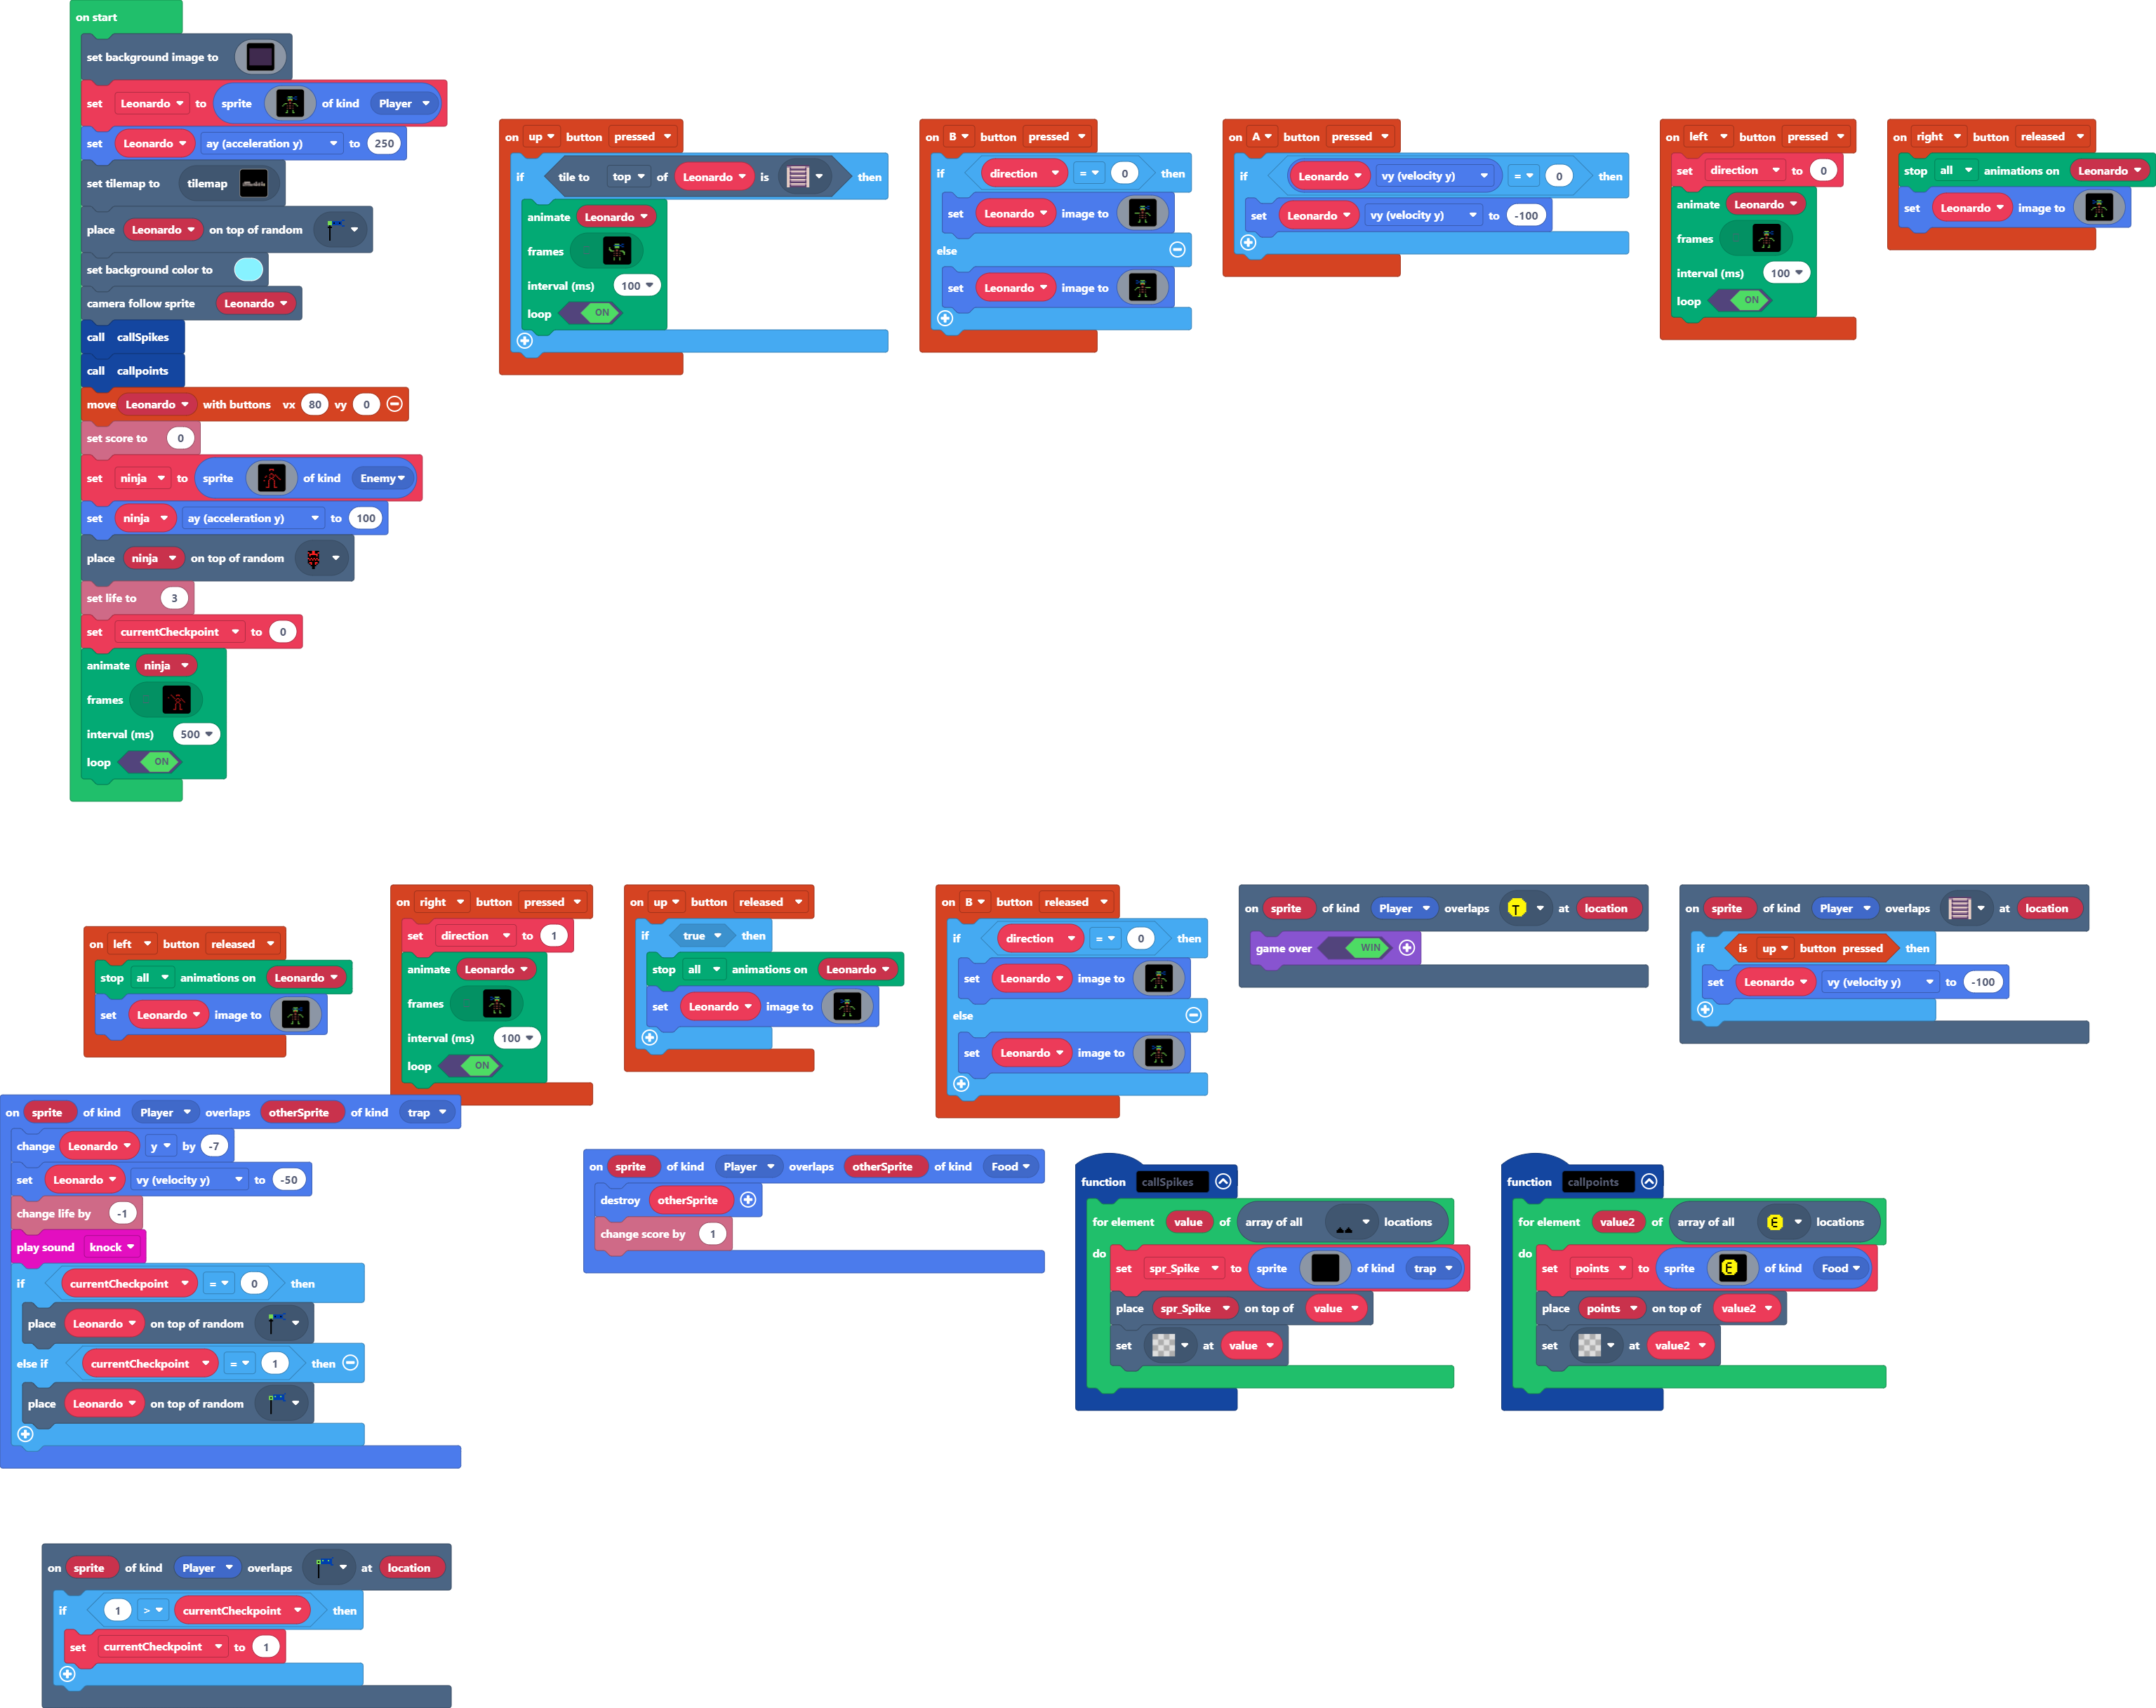 on start
set background image to
set Leonardo to sprite of kind Player
set Leonardo ay (acceleration y) to 250
set tilemap to tilemap
place Leonardo on top of random
set background color to
camera follow sprite Leonardo
call callSpikes
call callpoints
move Leonardo with buttons vx 80 vy 0
set score to 0
set ninja to sprite of kind Enemy
set ninja ay (acceleration y) to 100
place ninja on top of random
set life to 3
set currentCheckpoint to 0
animate ninja
frames
interval (ms) 500
loop ON
on up button pressed
if tile to top of Leonardo is then
animate Leonardo
frames
interval (ms) 100
loop ON
on B button pressed
if direction = 0 then
set Leonardo image to
else
set Leonardo image to
on A button pressed
if Leonardo vy (velocity y) = 0 then
set Leonardo vy (velocity y) to -100
on left button pressed
set direction to 0
animate Leonardo
frames
interval (ms) 100
loop ON
on right button released
stop all animations on Leonardo
set Leonardo image to
on left button released
stop all animations on Leonardo
set Leonardo image to
on right button pressed
set direction to 1
animate Leonardo
frames
interval (ms) 100
loop ON
on up button released
if true then
stop all animations on Leonardo
set Leonardo image to
on B button released
if direction = 0 then
set Leonardo image to
else
set Leonardo image to
on sprite of kind Player overlaps T at location
game over WIN
on sprite of kind Player overlaps at location
if is up button pressed then
set Leonardo vy (velocity y) to -100
on sprite of kind Player overlaps otherSprite of kind trap
change Leonardo y by -7
set Leonardo vy (velocity y) to -50
change life by -1
play sound knock
if currentCheckpoint = 0 then
place Leonardo on top of random
else if currentCheckpoint = 1 then
place Leonardo on top of random
on sprite of kind Player overlaps otherSprite of kind Food
destroy otherSprite
change score by 1
function callSpikes
for element value of array of all locations
do set spr_Spike to sprite of kind trap
place spr_Spike on top of value
set at value
function callpoints
for element value2 of array of all E locations
do set points to sprite E of kind Food
place points on top of value2
set at value2
on sprite of kind Player overlaps at location
if 1 > currentCheckpoint then
set currentCheckpoint to 1